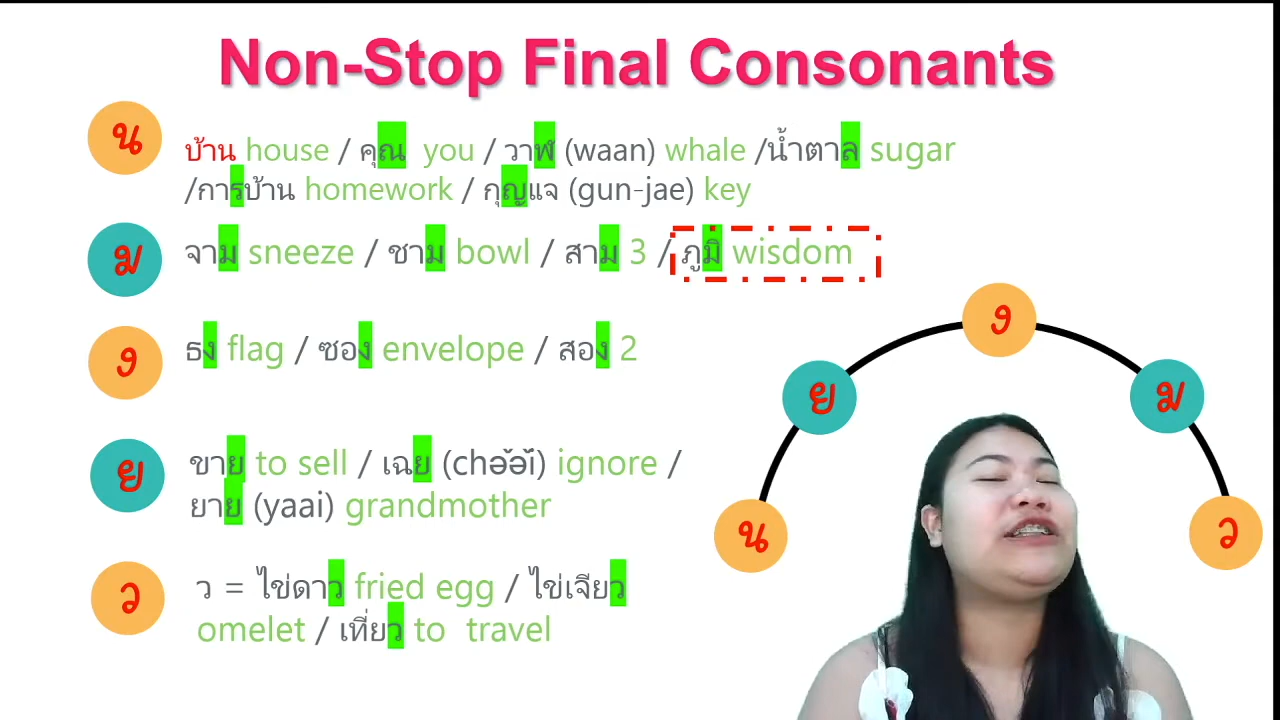 Non-Stop Final Consonants
น
บ้าน house / คุณ you / วาฬ (waan) whale /น้ำตาล sugar
/การบ้าน homework / กุญแจ (gun-jae) key
ม
จาม sneeze / ชาม bowl / สาม 3 / ภูมิ wisdom
ง
ธง flag / ซอง envelope / สอง 2
ย
ขาย to sell / เฉย (chə̌əi) ignore /
ยาย (yaai) grandmother
ว
ว = ไข่ดาว fried egg / ไข่เจียว
omelet / เที่ยว to travel
น
ย
ง
ม
ว